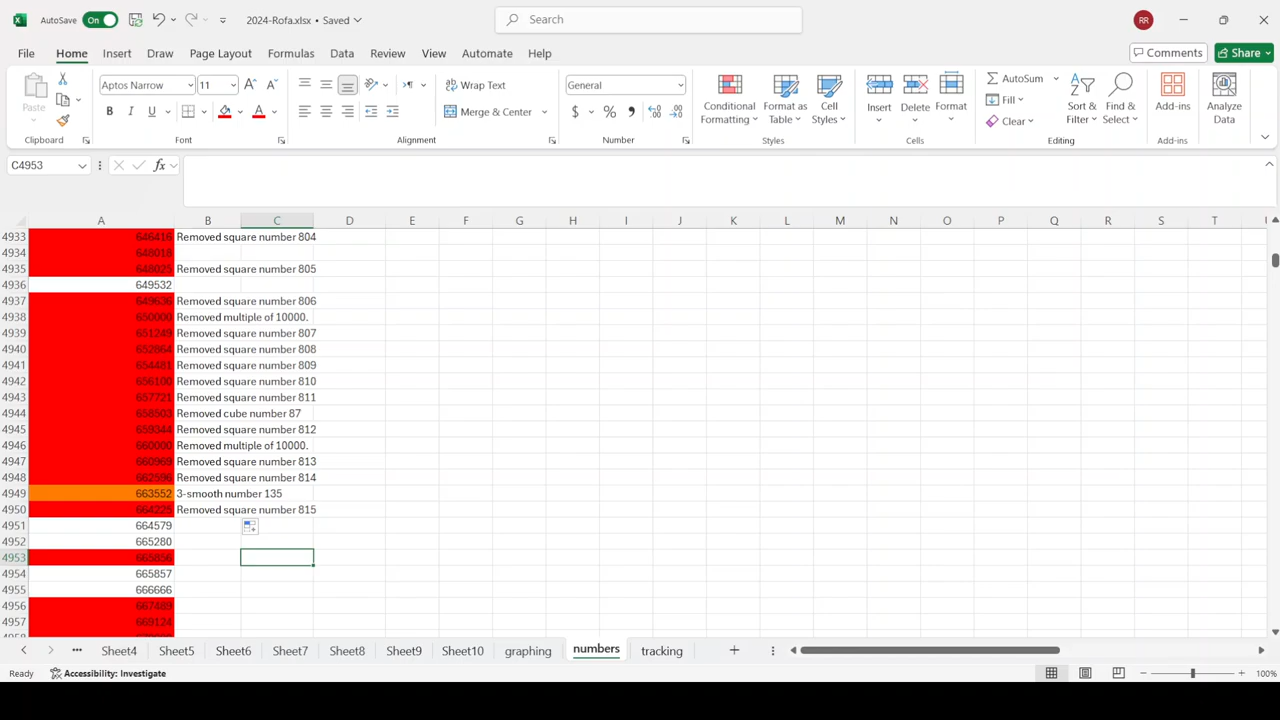 AutoSave On 2024-Rofa.xlsx • Saved Search RR
File Home Insert Draw Page Layout Formulas Data Review View Automate Help Comments Share
Paste Aptos Narrow 11 Wrap Text General Conditional Formatting Format as Table Cell Styles Insert Delete Format AutoSum Fill Clear Sort & Filter Find & Select Add-ins Analyze Data
B I U Merge & Center $ % 9
Clipboard Font Alignment Number Styles Cells Editing Add-ins
C4953 fx
A B C D E F G H I J K L M N O P Q R S T
4933 646416 Removed square number 804
4934 648018
4935 648025 Removed square number 805
4936 649532
4937 649636 Removed square number 806
4938 650000 Removed multiple of 10000.
4939 651249 Removed square number 807
4940 652864 Removed square number 808
4941 654481 Removed square number 809
4942 656100 Removed square number 810
4943 657721 Removed square number 811
4944 658503 Removed cube number 87
4945 659344 Removed square number 812
4946 660000 Removed multiple of 10000.
4947 660969 Removed square number 813
4948 662596 Removed square number 814
4949 663552 3-smooth number 135
4950 664225 Removed square number 815
4951 664579
4952 665280
4953 665856
4954 665857
4955 666666
4956 667489
4957 669124
4958
Sheet4 Sheet5 Sheet6 Sheet7 Sheet8 Sheet9 Sheet10 graphing numbers tracking
Ready Accessibility: Investigate 100%